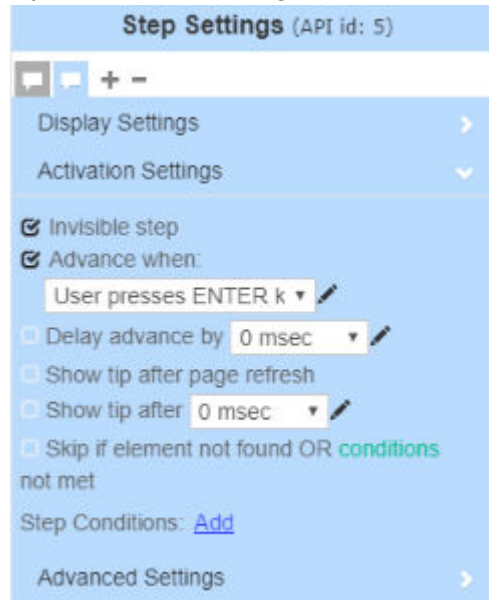 Step Settings (API id: 5)
Display Settings
Activation Settings
Invisible step
Advance when:
User presses ENTER k
Delay advance by 0 msec
Show tip after page refresh
Show tip after 0 msec
Skip if element not found OR conditions
not met
Step Conditions: Add
Advanced Settings